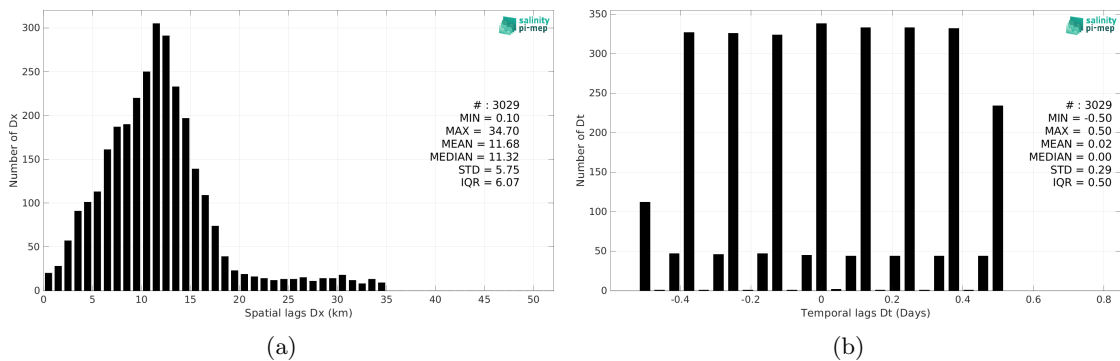 300
250
200
150
100
50
0
Number of Dx
0 5 10 15 20 25 30 35 40 45 50
Spatial lags Dx (km)
salinity
pi-mep
# : 3029
MIN = 0.10
MAX = 34.70
MEAN = 11.68
MEDIAN = 11.32
STD = 5.75
IQR = 6.07
(a)
350
300
250
200
150
100
50
0
Number of Dt
-0.4 -0.2 0 0.2 0.4 0.6 0.8
Temporal lags Dt (Days)
salinity
pi-mep
# : 3029
MIN = -0.50
MAX = 0.50
MEAN = 0.02
MEDIAN = 0.00
STD = 0.29
IQR = 0.50
(b)